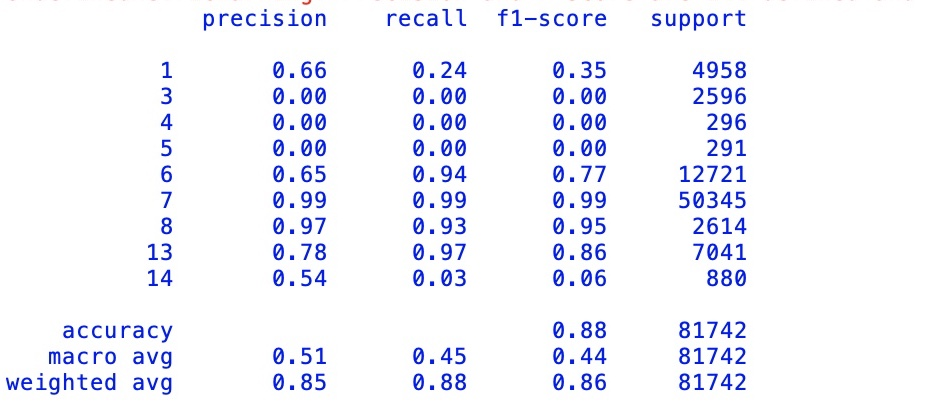 precision recall f1-score support
1 0.66 0.24 0.35 4958
3 0.00 0.00 0.00 2596
4 0.00 0.00 0.00 296
5 0.00 0.00 0.00 291
6 0.65 0.94 0.77 12721
7 0.99 0.99 0.99 50345
8 0.97 0.93 0.95 2614
13 0.78 0.97 0.86 7041
14 0.54 0.03 0.06 880
accuracy 0.88 81742
macro avg 0.51 0.45 0.44 81742
weighted avg 0.85 0.88 0.86 81742